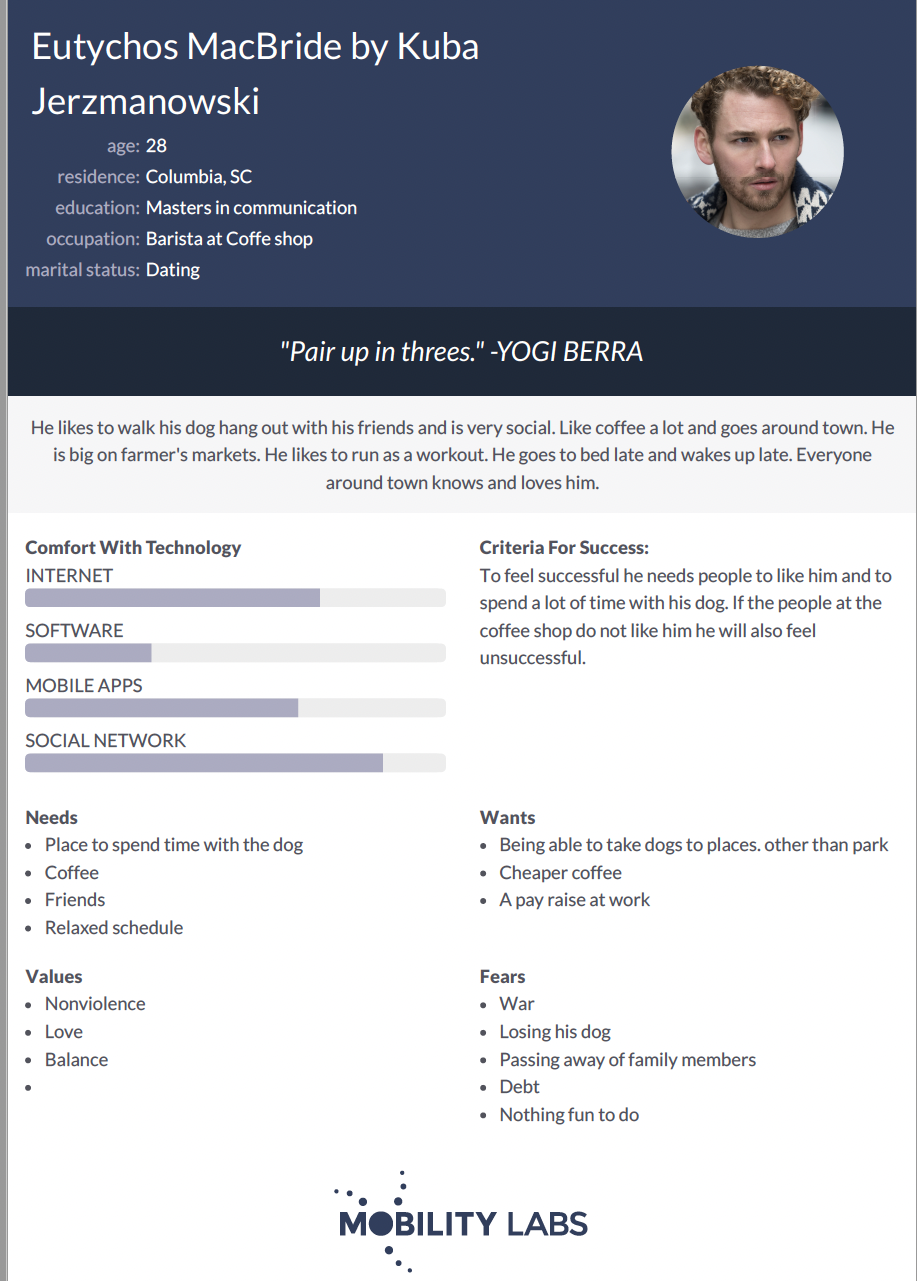 Eutychos MacBride by Kuba
Jerzmanowski
age: 28
residence: Columbia, SC
education: Masters in communication
occupation: Barista at Coffe shop
marital status: Dating
"Pair up in threes." -YOGI BERRA
He likes to walk his dog hang out with his friends and is very social. Like coffee a lot and goes around town. He
is big on farmer's markets. He likes to run as a workout. He goes to bed late and wakes up late. Everyone
around town knows and loves him.
Comfort With Technology
INTERNET
SOFTWARE
MOBILE APPS
SOCIAL NETWORK
Criteria For Success:
To feel successful he needs people to like him and to
spend a lot of time with his dog. If the people at the
coffee shop do not like him he will also feel
unsuccessful.
Needs
• Place to spend time with the dog
• Coffee
• Friends
• Relaxed schedule
Wants
• Being able to take dogs to places. other than park
• Cheaper coffee
• A pay raise at work
Values
• Nonviolence
• Love
• Balance
•
Fears
• War
• Losing his dog
• Passing away of family members
• Debt
• Nothing fun to do
MOBILITY LABS